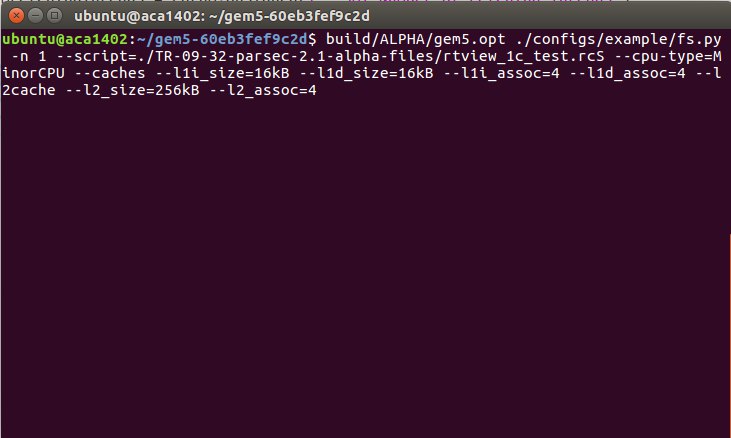 ubuntu@aca1402: ~/gem5-60eb3fef9c2d
ubuntu@aca1402:~/gem5-60eb3fef9c2d$ build/ALPHA/gem5.opt ./configs/example/fs.py
-n 1 --script=./TR-09-32-parsec-2.1-alpha-files/rtview_1c_test.rcS --cpu-type=M
inorCPU --caches --l1i_size=16kB --l1d_size=16kB --l1i_assoc=4 --l1d_assoc=4 --l
2cache --l2_size=256kB --l2_assoc=4